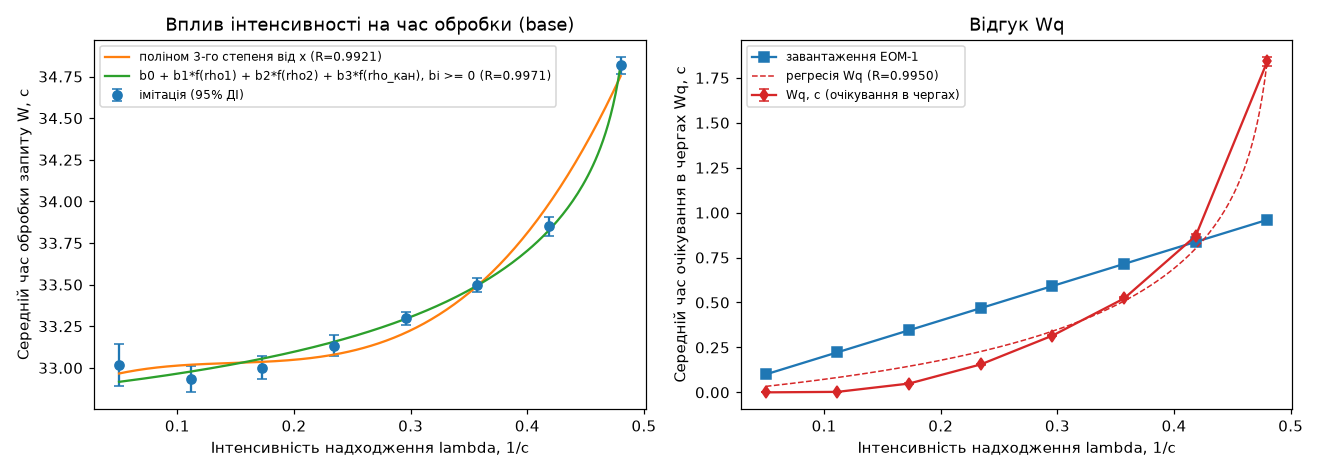 Вплив інтенсивності на час обробки (base)
поліном 3-го степеня від x (R=0.9921)
b0 + b1*f(rho1) + b2*f(rho2) + b3*f(rho_кан), bi >= 0 (R=0.9971)
імітація (95% ДІ)
Середній час обробки запиту W, с
34.75
34.50
34.25
34.00
33.75
33.50
33.25
33.00
0.1
0.2
0.3
0.4
0.5
Інтенсивність надходження lambda, 1/с
Відгук Wq
завантаження ЕОМ-1
регресія Wq (R=0.9950)
Wq, с (очікування в чергах)
Середній час очікування в чергах Wq, с
1.75
1.50
1.25
1.00
0.75
0.50
0.25
0.00
0.1
0.2
0.3
0.4
0.5
Інтенсивність надходження lambda, 1/с